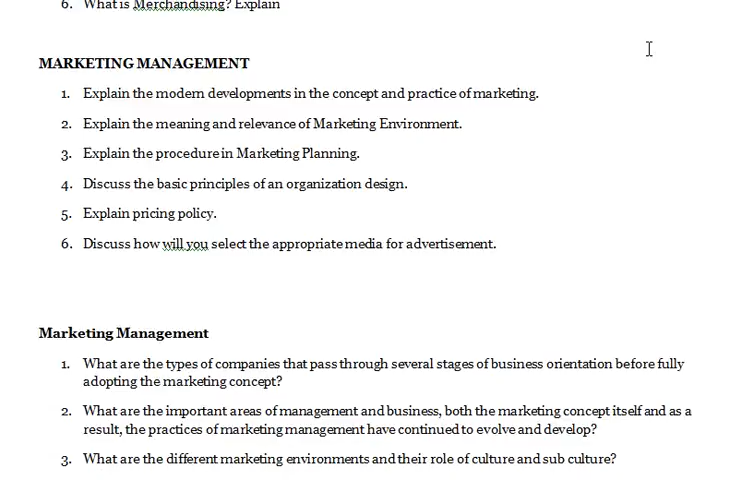 6. What is Merchandising? Explain
MARKETING MANAGEMENT
1. Explain the modern developments in the concept and practice of marketing.
2. Explain the meaning and relevance of Marketing Environment.
3. Explain the procedure in Marketing Planning.
4. Discuss the basic principles of an organization design.
5. Explain pricing policy.
6. Discuss how will you select the appropriate media for advertisement.
Marketing Management
1. What are the types of companies that pass through several stages of business orientation before fully
adopting the marketing concept?
2. What are the important areas of management and business, both the marketing concept itself and as a
result, the practices of marketing management have continued to evolve and develop?
3. What are the different marketing environments and their role of culture and sub culture?